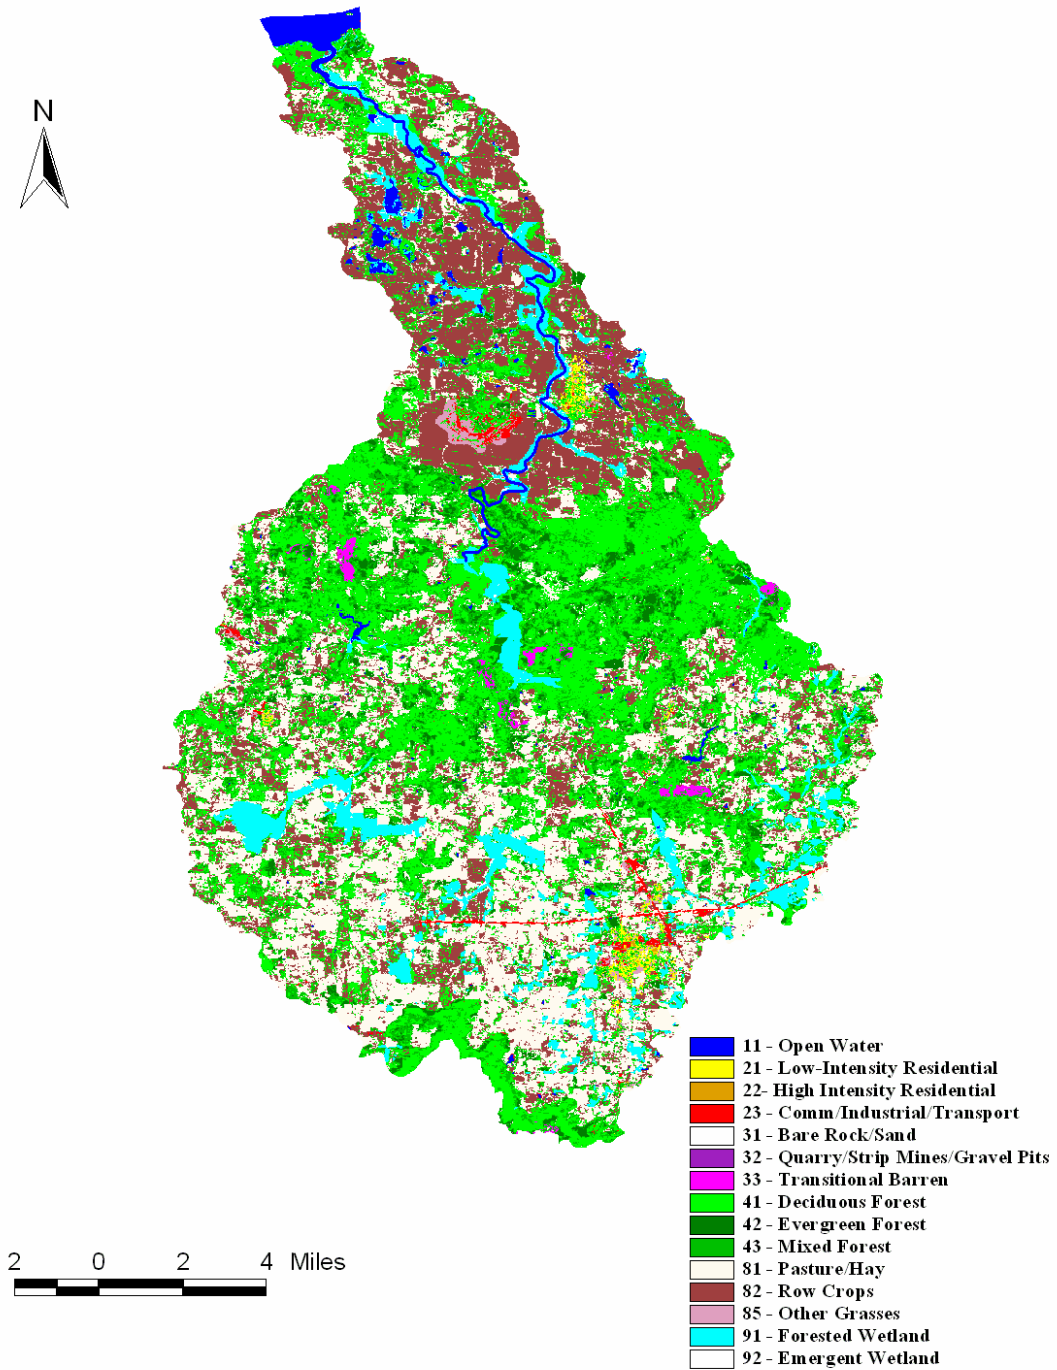 N
11 - Open Water
21 - Low-Intensity Residential
22- High Intensity Residential
23 - Comm/Industrial/Transport
31 - Bare Rock/Sand
32 - Quarry/Strip Mines/Gravel Pits
33 - Transitional Barren
41 - Deciduous Forest
42 - Evergreen Forest
43 - Mixed Forest
81 - Pasture/Hay
82 - Row Crops
85 - Other Grasses
91 - Forested Wetland
92 - Emergent Wetland
2 0 2 4 Miles